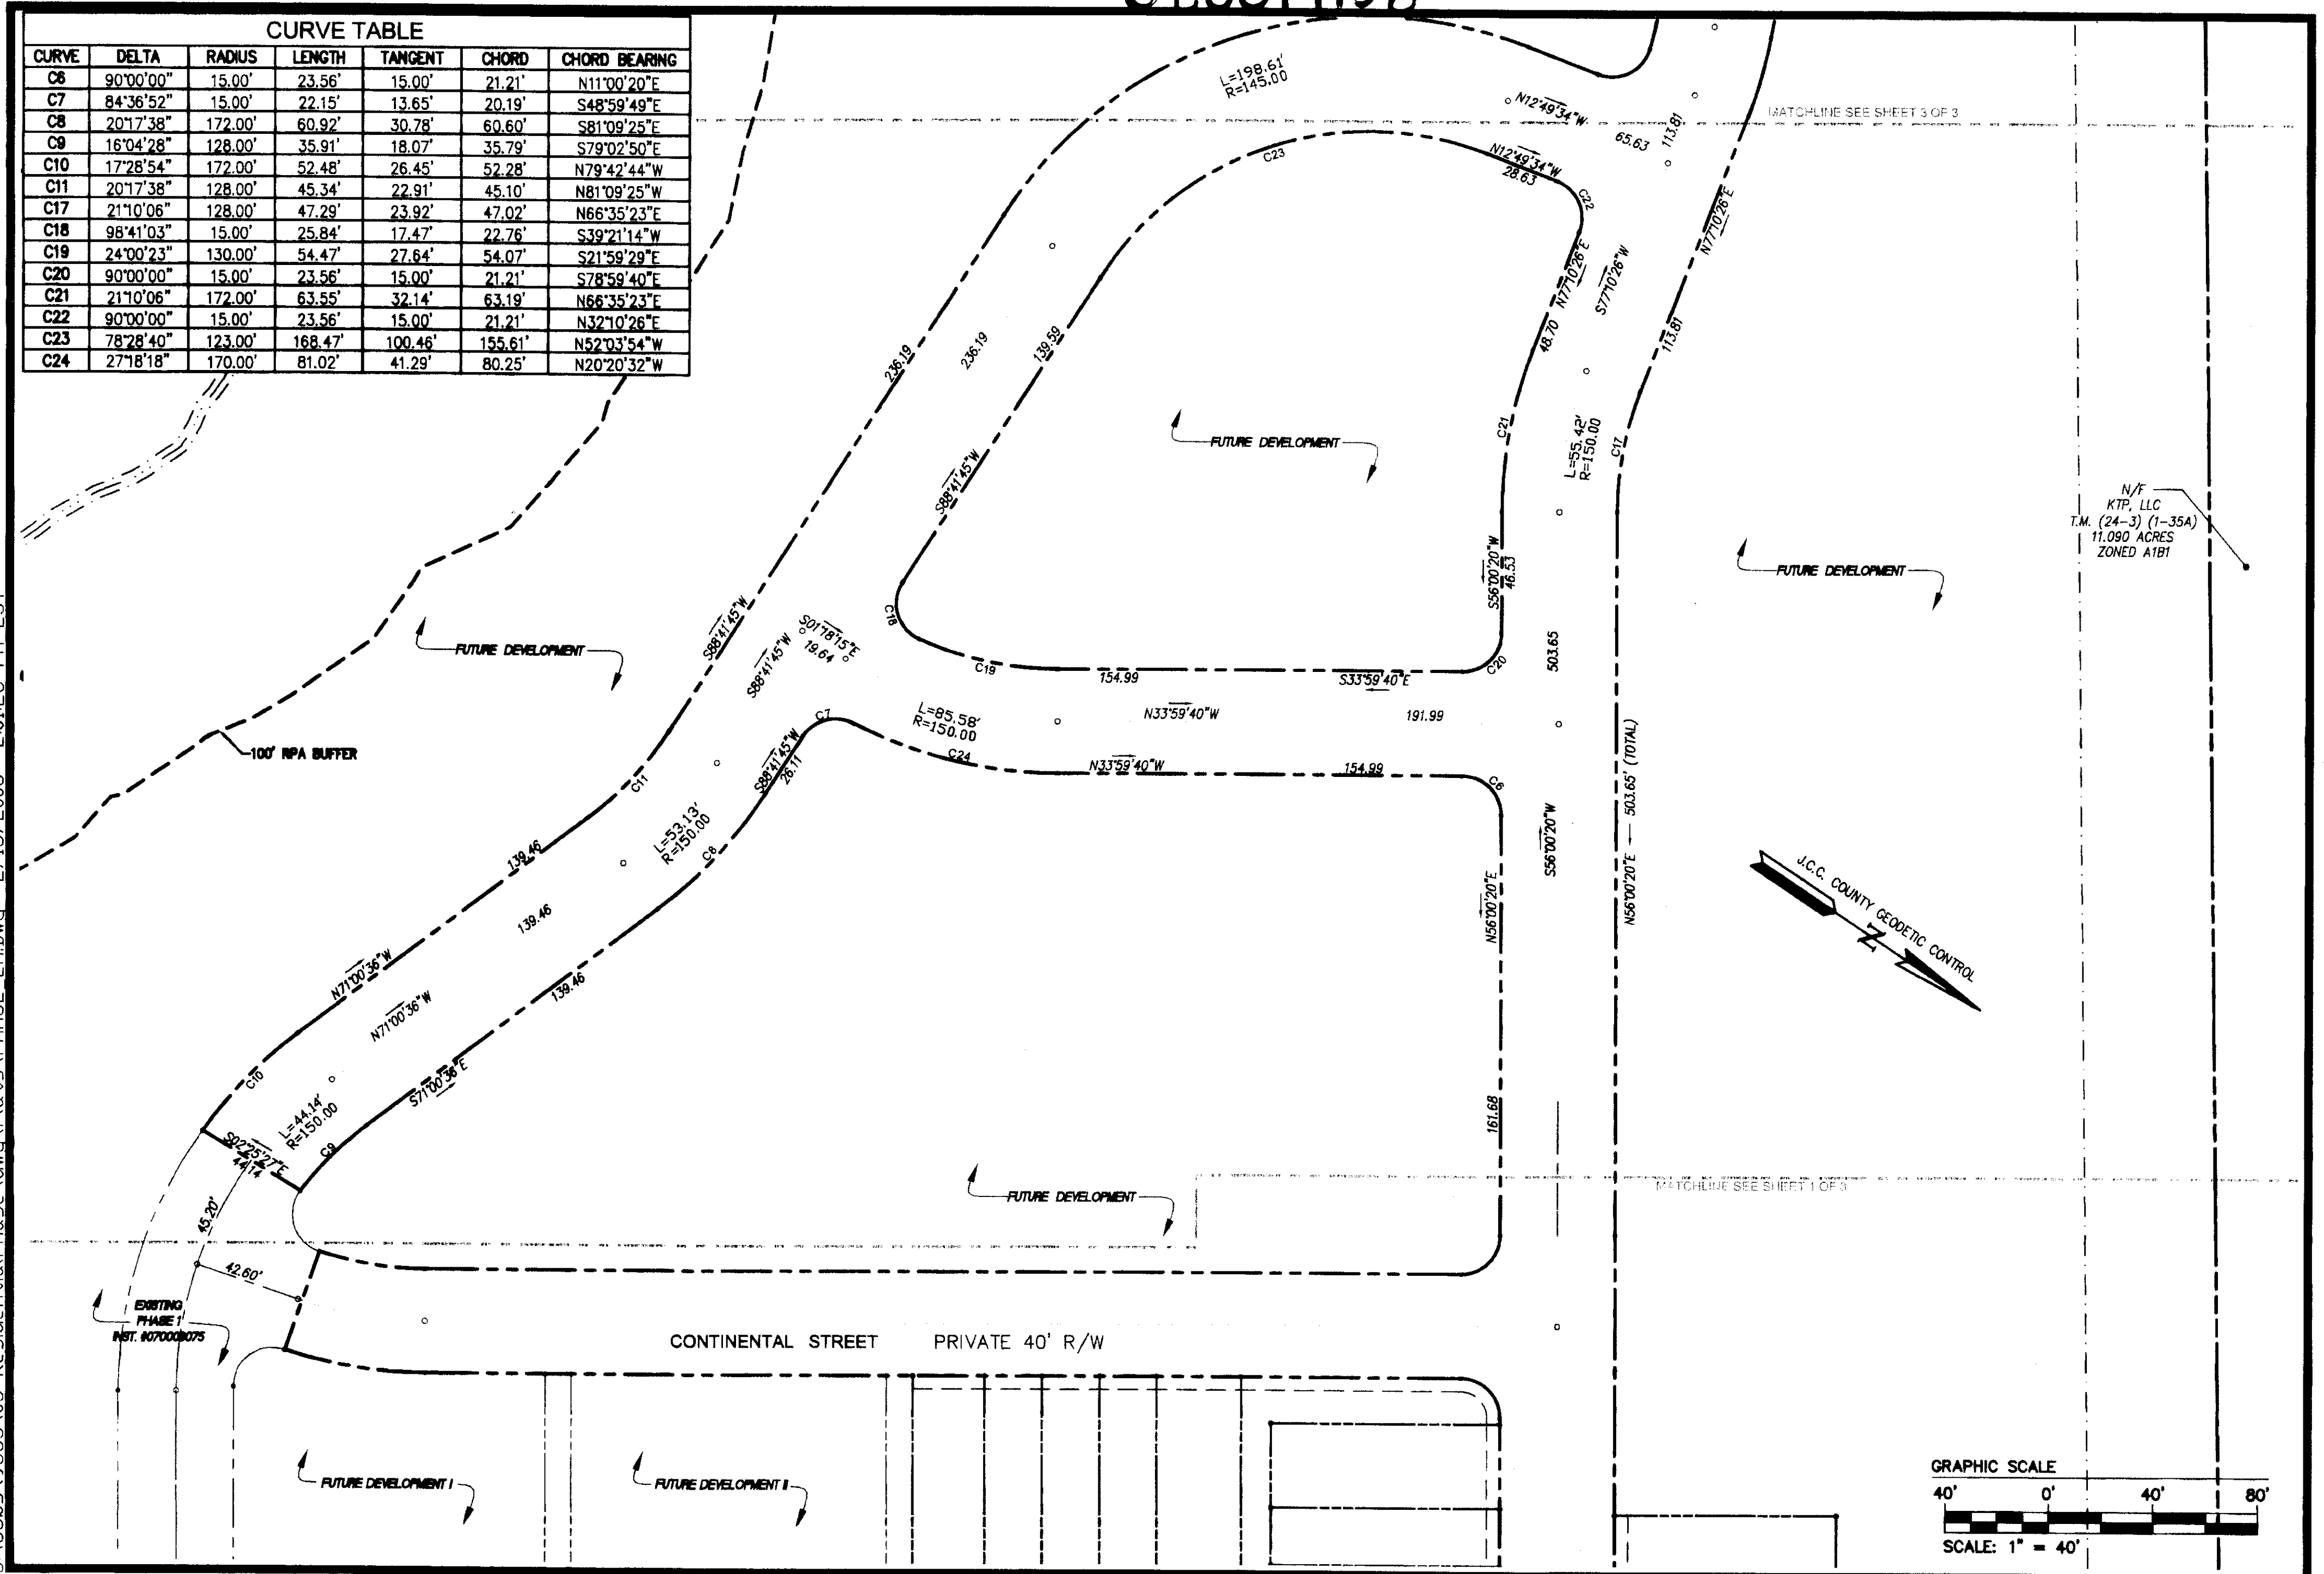 CURVE TABLE
CURVE DELTA RADIUS LENGTH TANGENT CHORD CHORD BEARING
C6 90°00'00" 15.00' 23.56' 15.00' 21.21' N11°00'20"E
C7 84°36'52" 15.00' 22.15' 13.65' 20.19' S48°59'49"E
C8 20°17'38" 172.00' 60.92' 30.78' 60.60' S81°09'25"E
C9 16°04'28" 128.00' 35.91' 18.07' 35.79' S79°02'50"E
C10 17°28'54" 172.00' 52.48' 26.45' 52.28' N79°42'44"W
C11 20°17'38" 128.00' 45.34' 22.91' 45.10' N81°09'25"W
C17 21°10'06" 128.00' 47.29' 23.92' 47.02' N66°35'23"E
C18 98°41'03" 15.00' 25.84' 17.47' 22.76' S39°21'14"W
C19 24°00'23" 130.00' 54.47' 27.64' 54.07' S21°59'29"E
C20 90°00'00" 15.00' 23.56' 15.00' 21.21' S78°59'40"E
C21 21°10'06" 172.00' 63.55' 32.14' 63.19' N66°35'23"E
C22 90°00'00" 15.00' 23.56' 15.00' 21.21' N32°10'26"E
C23 78°28'40" 123.00' 168.47' 100.46' 155.61' N52°03'54"W
C24 27°18'18" 170.00' 81.02' 41.29' 80.25' N20°20'32"W
L=198.61'
R=145.00
N12°49'34"W
65.63
113.81
MATCHLINE SEE SHEET 3 OF 3
C23
N12°49'34"W
28.63
C22
N77°10'26"E
N77°10'26"E
S77°10'26"W
48.70
113.81
236.19
236.19
139.59
C21
L=55.42'
R=150.00
C17
FUTURE DEVELOPMENT
S88°41'45"W
N/F
KTP, LLC
T.M. (24-3) (1-35A)
11.090 ACRES
ZONED A1B1
S56°00'20"W
46.53
FUTURE DEVELOPMENT
C18
S88°41'45"W
S01°18'15"E
19.64
S88°41'45"W
FUTURE DEVELOPMENT
C19
154.99
S33°59'40"E
C20
503.65
L=85.58'
R=150.00
N33°59'40"W
191.99
C7
C24
N33°59'40"W
154.99
C6
100' RPA BUFFER
S88°41'45"W
26.11
C11
L=53.13'
R=150.00
C8
N56°00'20"E — 503.65' (TOTAL)
S56°00'20"W
N56°00'20"E
139.46
139.46
139.46
J.C.C. COUNTY GEODETIC CONTROL
N
N71°00'36"W
N71°00'36"W
S71°00'36"E
C10
L=44.14'
R=150.00
C9
S02°25'27"E
44.14
161.68
45.20'
42.60'
FUTURE DEVELOPMENT
MATCHLINE SEE SHEET 1 OF 3
EXISTING
PHASE 1
CONTINENTAL STREET PRIVATE 40' R/W
FUTURE DEVELOPMENT I
FUTURE DEVELOPMENT II
GRAPHIC SCALE
40' 0' 40' 80'
SCALE: 1" = 40'